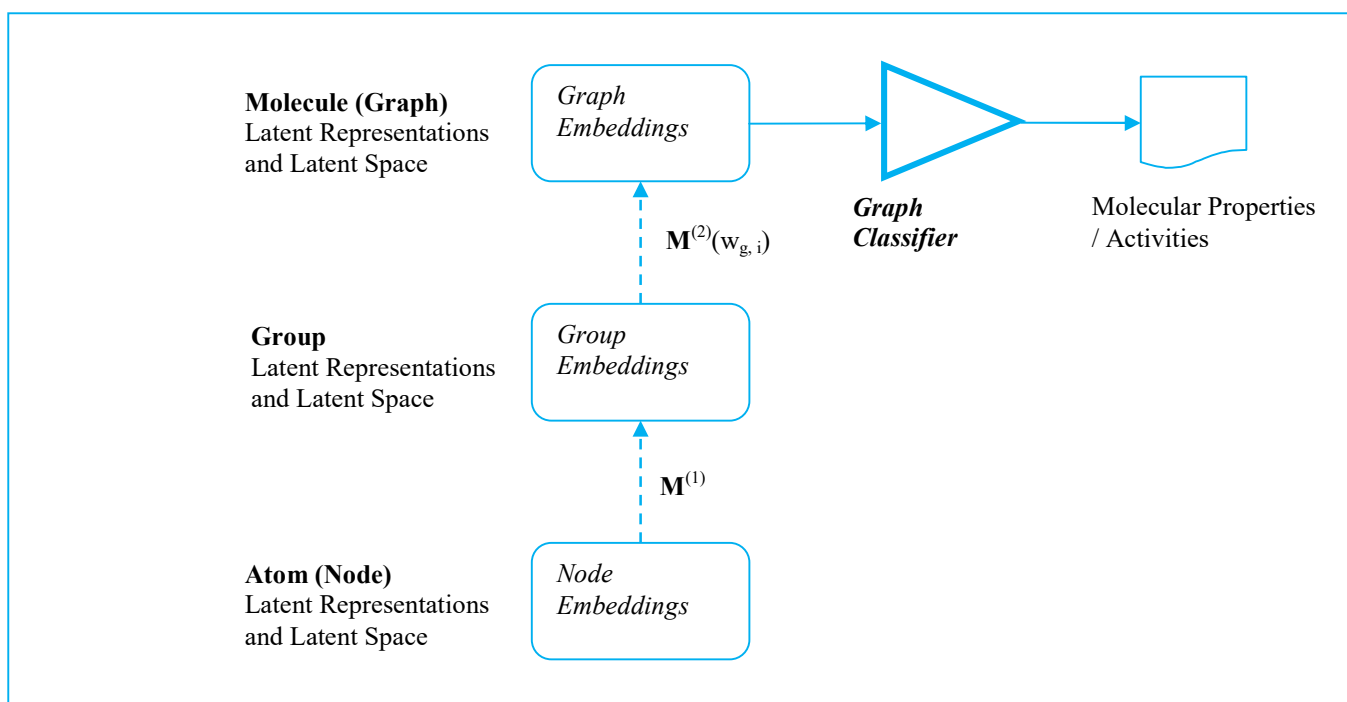 Molecule (Graph)
Latent Representations
and Latent Space
Graph
Embeddings
Graph
Classifier
Molecular Properties
/ Activities
M(2)(wg, i)
Group
Latent Representations
and Latent Space
Group
Embeddings
M(1)
Atom (Node)
Latent Representations
and Latent Space
Node
Embeddings